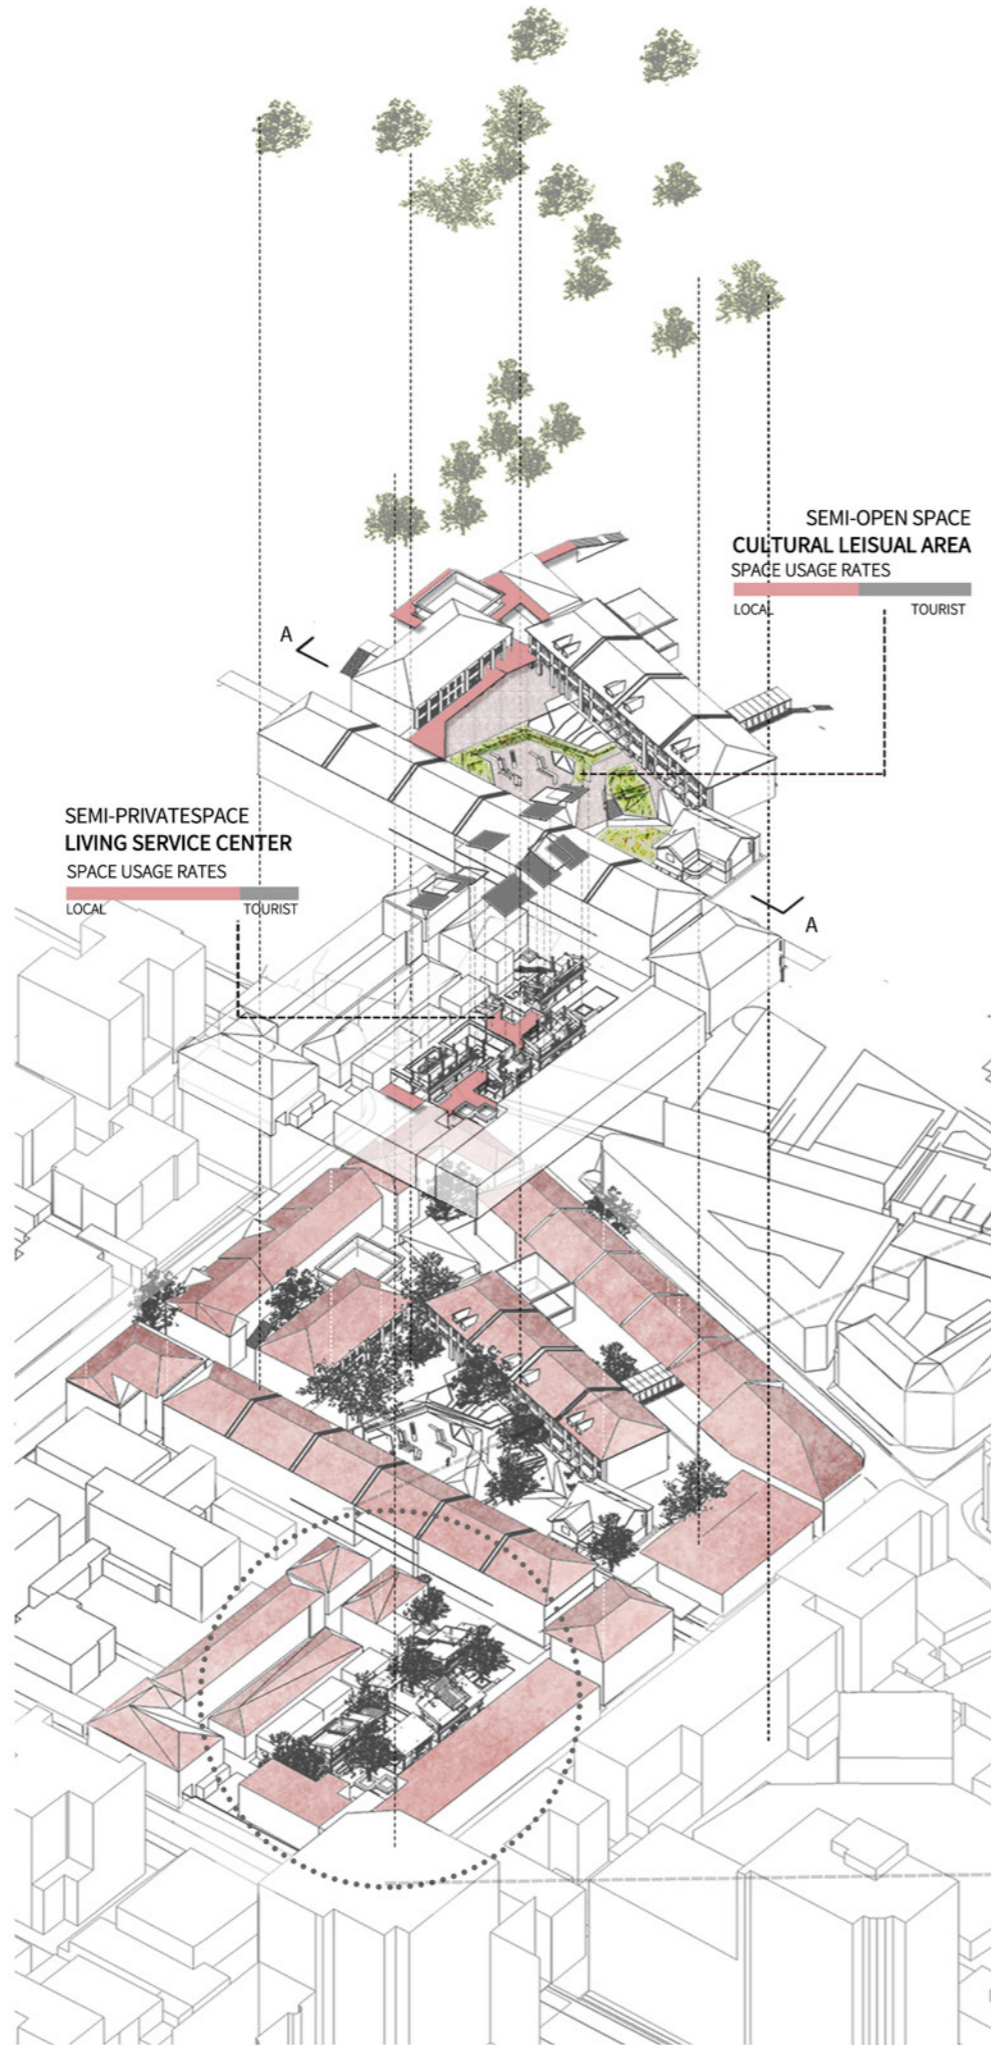 SEMI-OPEN SPACE
CULTURAL LEISUAL AREA
SPACE USAGE RATES
LOCAL TOURIST
A
SEMI-PRIVATESPACE
LIVING SERVICE CENTER
SPACE USAGE RATES
LOCAL TOURIST
A